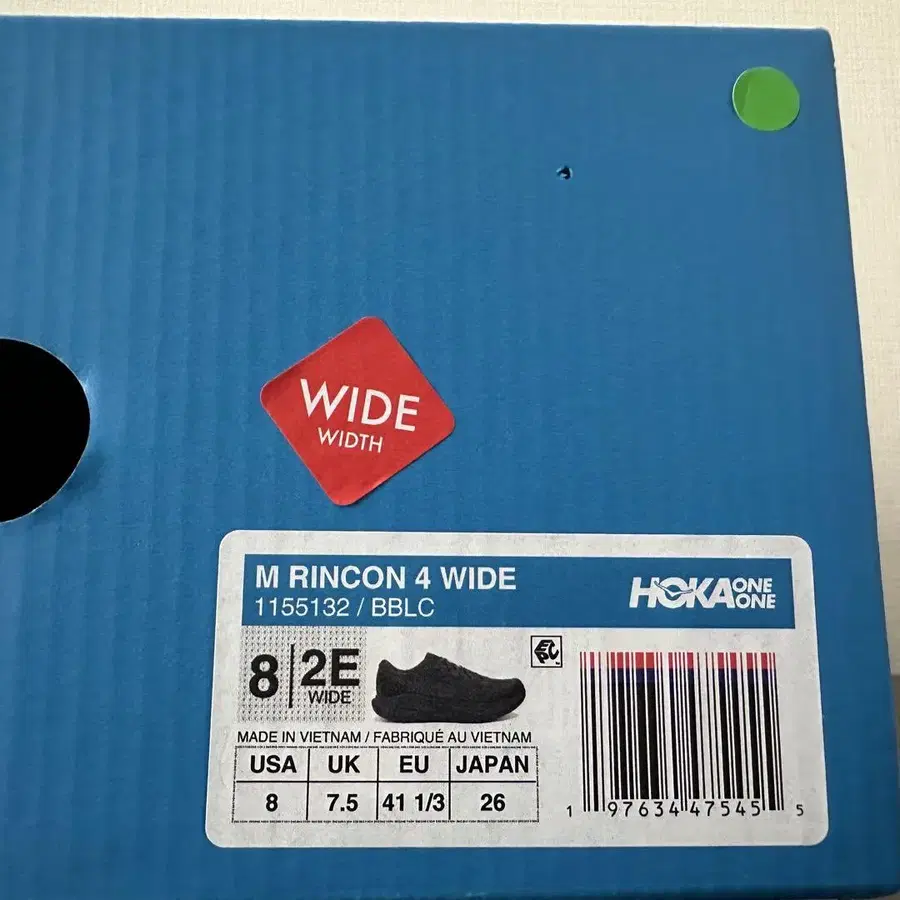 WIDE
WIDTH
M RINCON 4 WIDE
1155132 / BBLC
HOKA ONE ONE
8 2E
WIDE
EPC
MADE IN VIETNAM / FABRIQUÉ AU VIETNAM
USA UK EU JAPAN
8 7.5 41 1/3 26
1 97634 47545 5